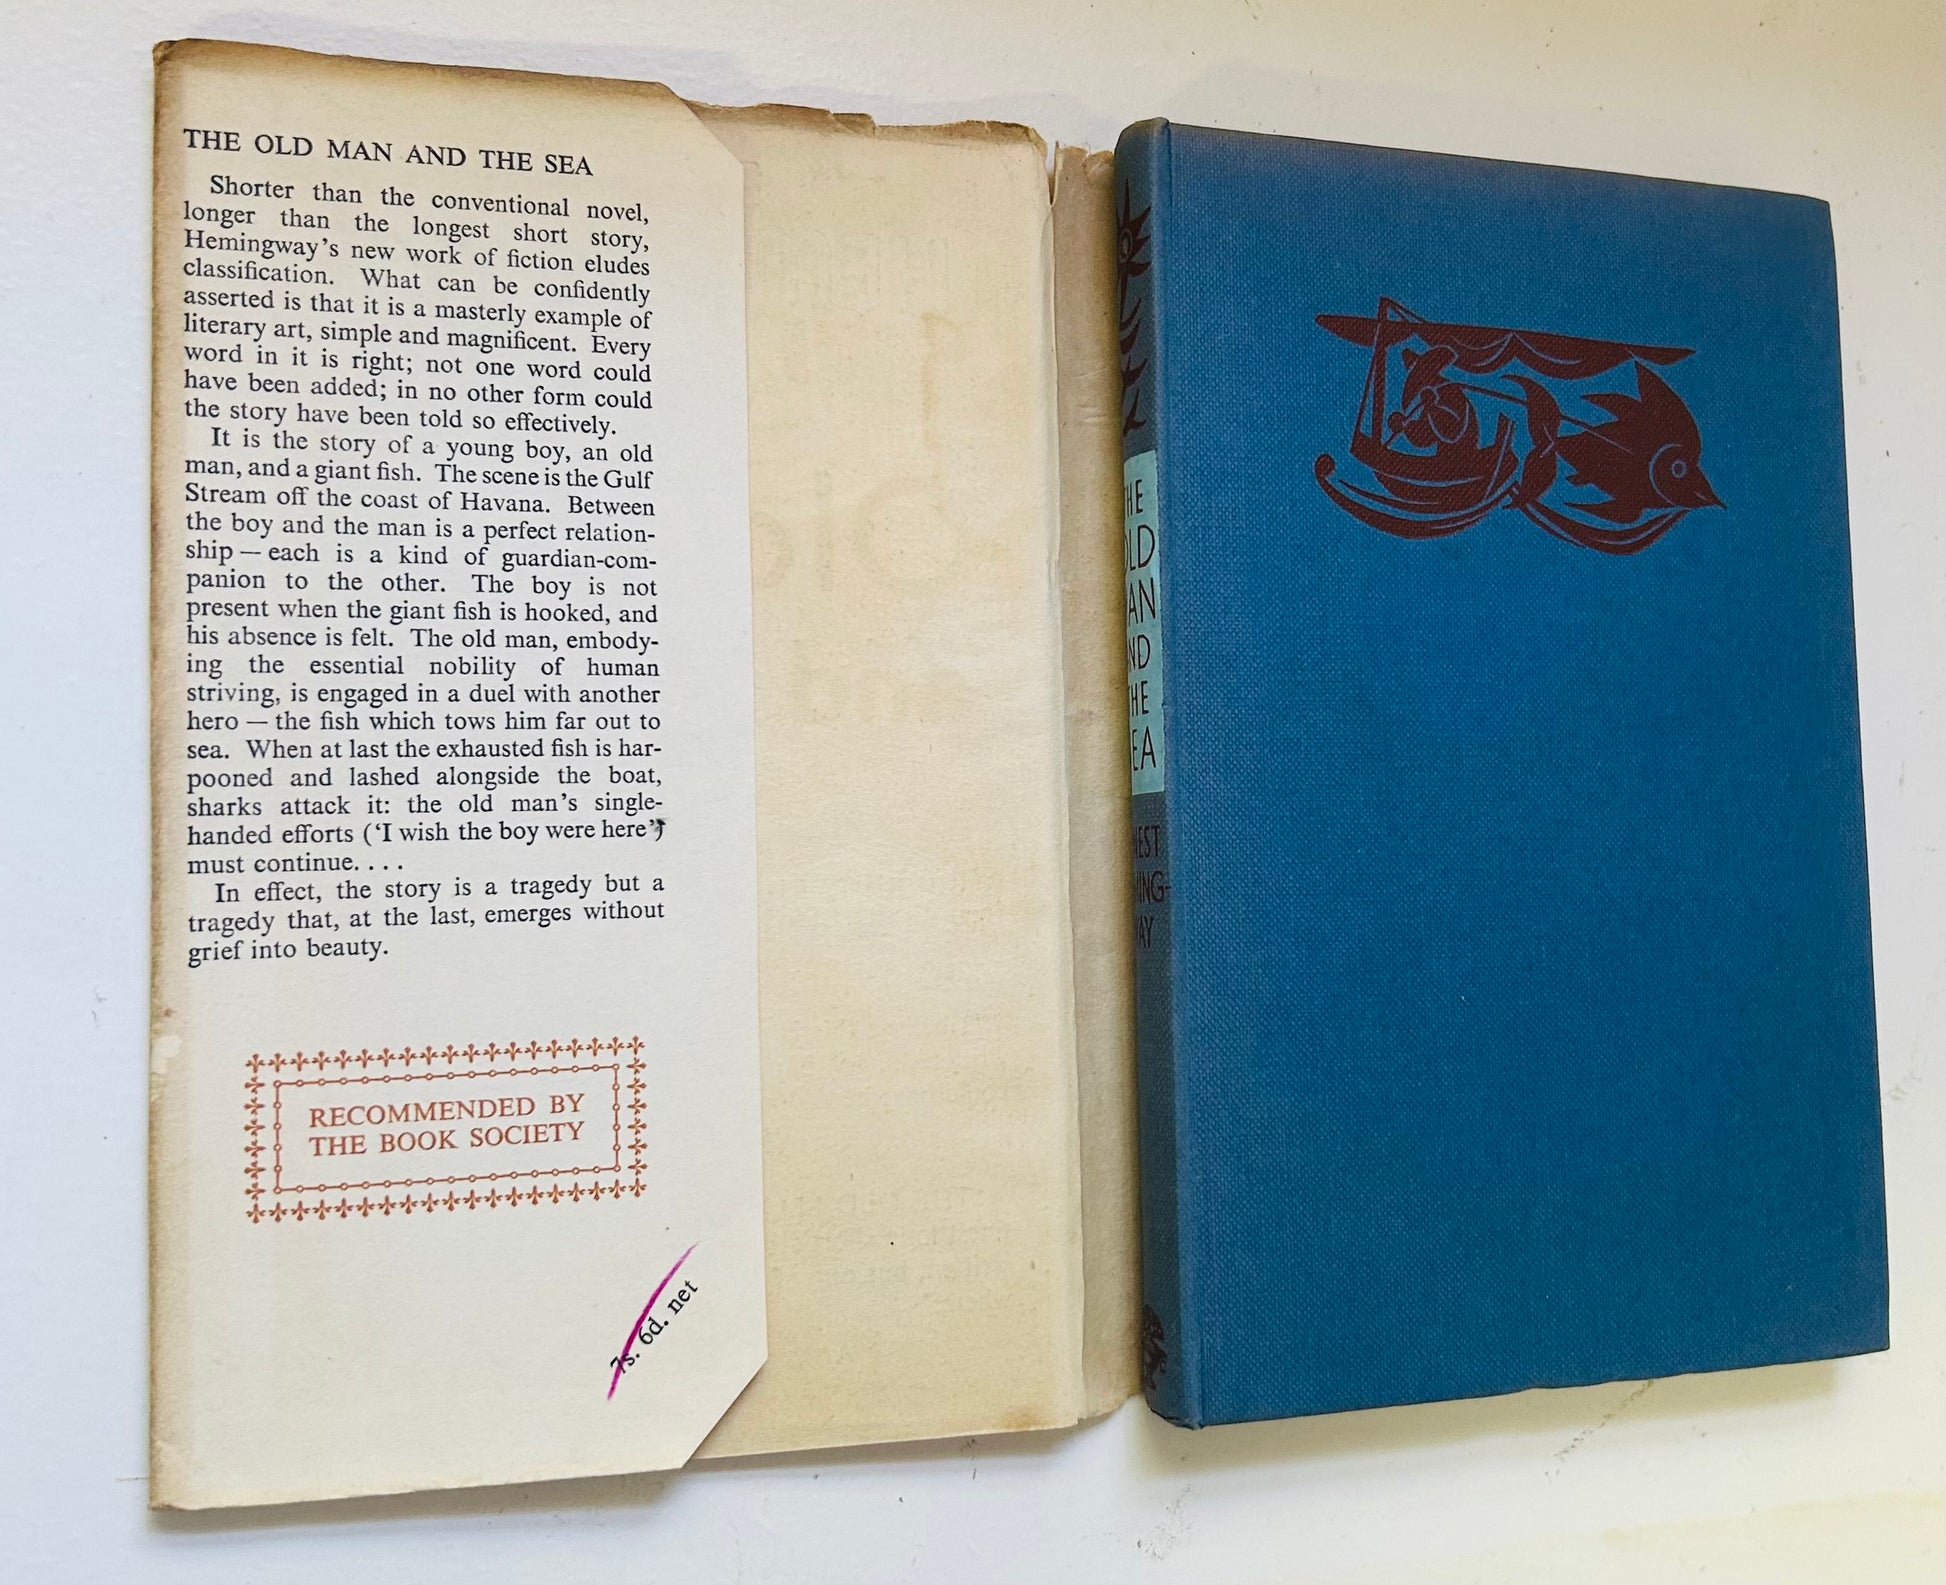 THE OLD MAN AND THE SEA
Shorter than the conventional novel,
longer than the longest short story,
Hemingway's new work of fiction eludes
classification. What can be confidently
asserted is that it is a masterly example of
literary art, simple and magnificent. Every
word in it is right; not one word could
have been added; in no other form could
the story have been told so effectively.
It is the story of a young boy, an old
man, and a giant fish. The scene is the Gulf
Stream off the coast of Havana. Between
the boy and the man is a perfect relation-
ship — each is a kind of guardian-com-
panion to the other. The boy is not
present when the giant fish is hooked, and
his absence is felt. The old man, embody-
ing the essential nobility of human
striving, is engaged in a duel with another
hero — the fish which tows him far out to
sea. When at last the exhausted fish is har-
pooned and lashed alongside the boat,
sharks attack it: the old man's single-
handed efforts ('I wish the boy were here')
must continue. . . .
In effect, the story is a tragedy but a
tragedy that, at the last, emerges without
grief into beauty.
RECOMMENDED BY
THE BOOK SOCIETY
7s. 6d. net
THE
OLD
MAN
AND
THE
SEA
NEST
MING-
WAY